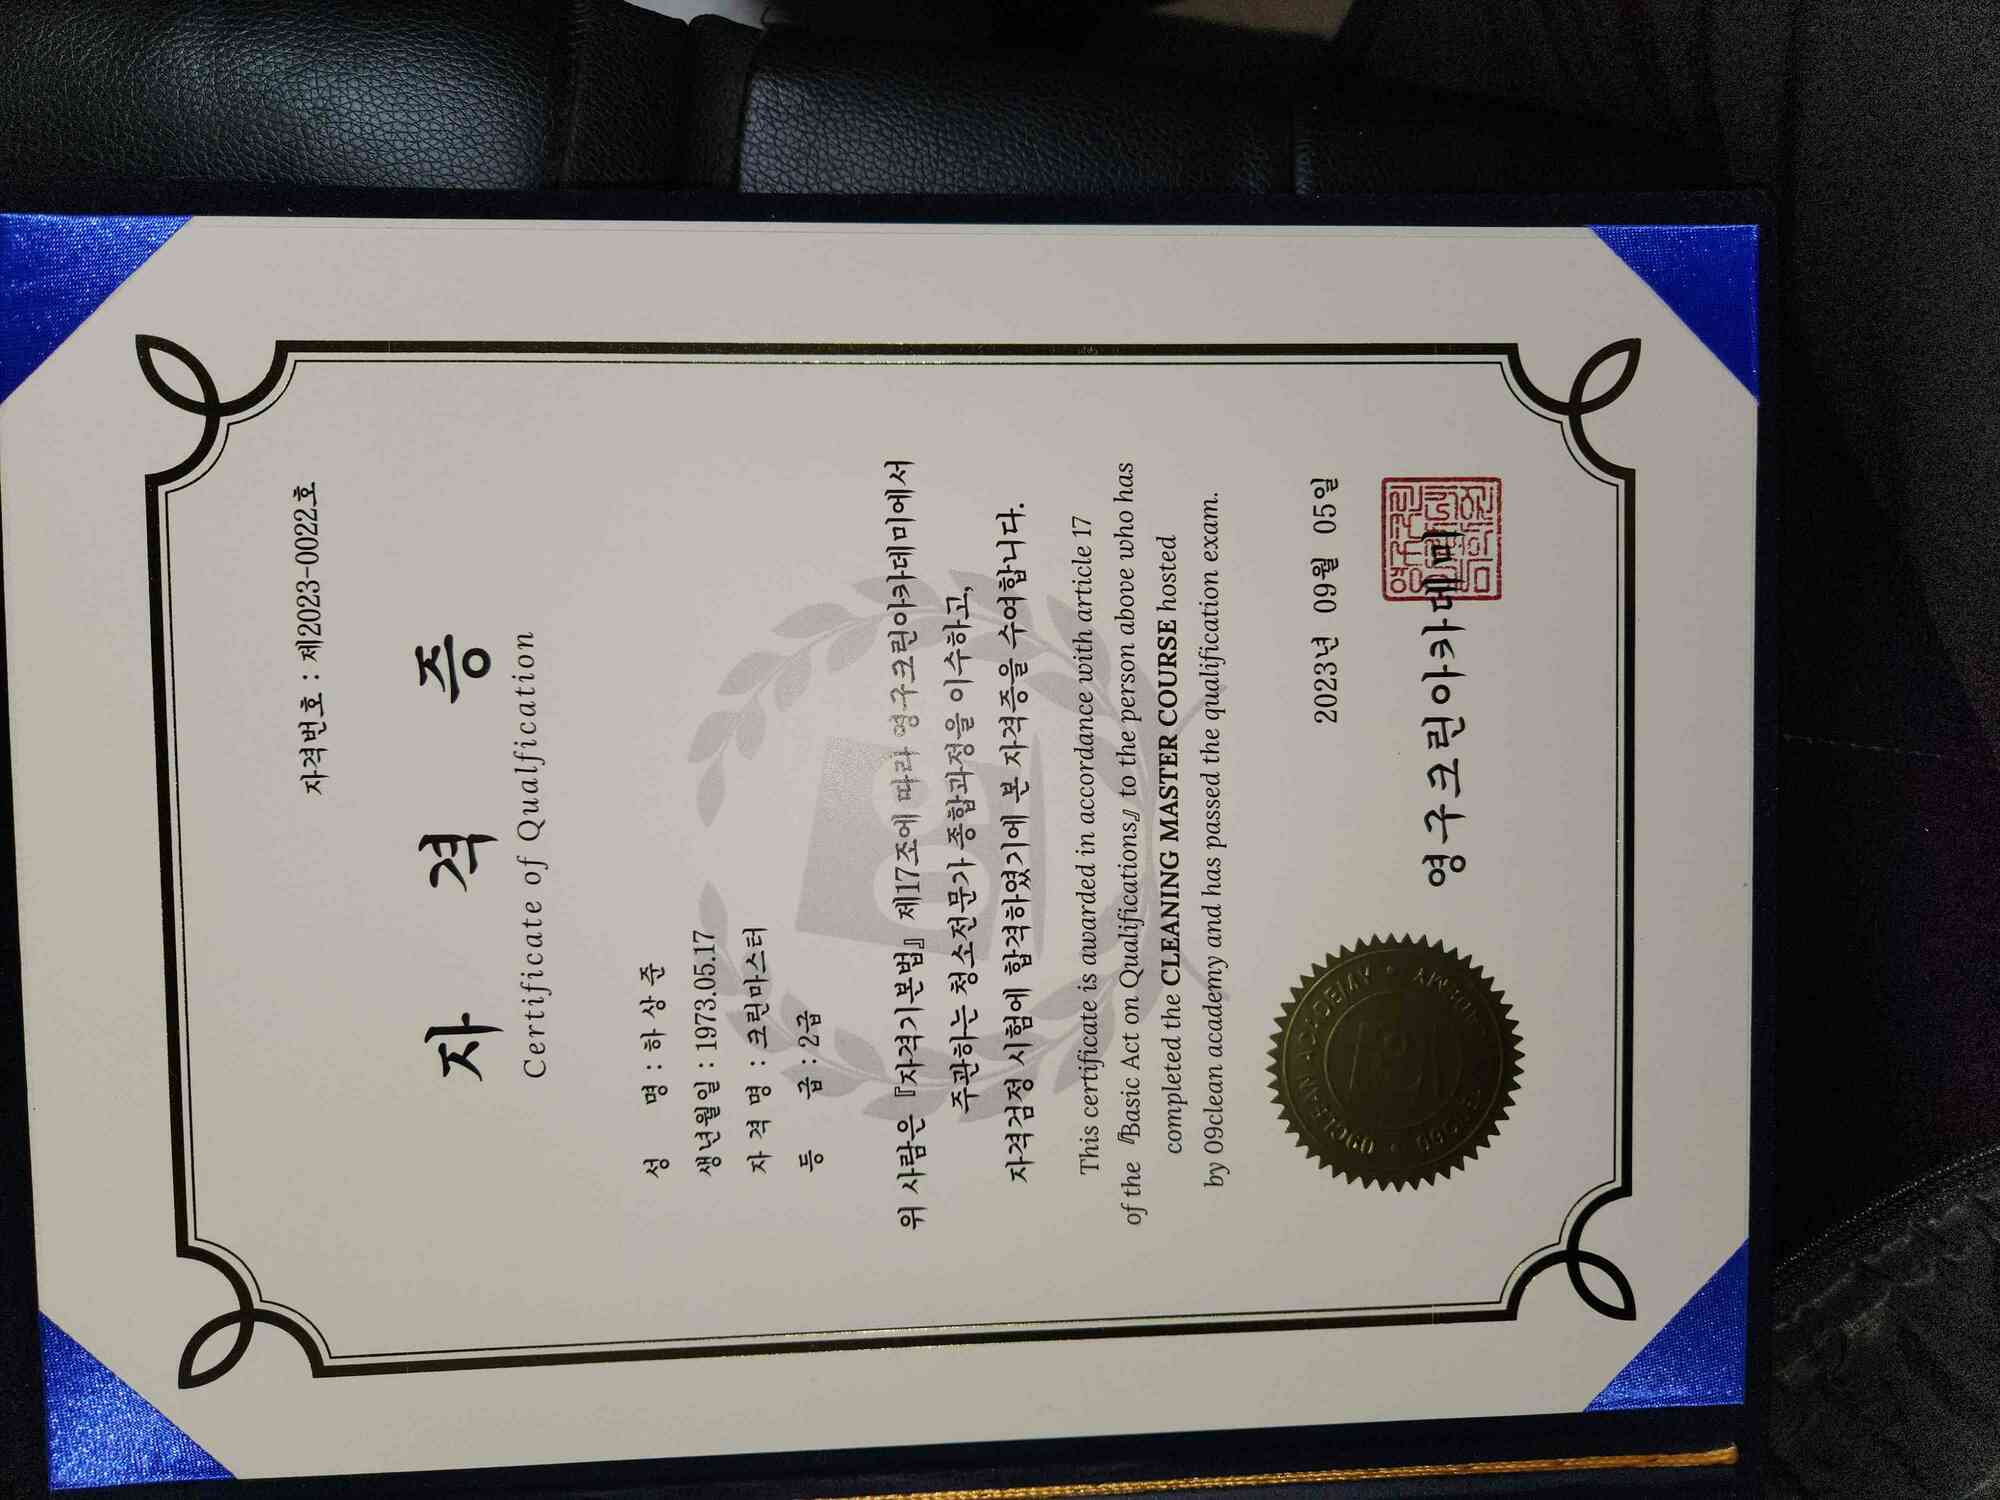 자격번호 : 제2023-0022호
자 격 증
Certificate of Qualfication
성 명 : 하 상 준
생년월일 : 1973.05.17
자 격 명 : 크린마스터
등 급 : 2급
위 사람은 『자격기본법』 제17조에 따라 영구크린아카데미에서
주관하는 청소전문가 종합과정을 이수하고,
자격검정 시험에 합격하였기에 본 자격증을 수여합니다.
This certificate is awarded in accordance with article 17
of the 『Basic Act on Qualifications』 to the person above who has
completed the CLEANING MASTER COURSE hosted
by 09clean academy and has passed the qualification exam.
2023년 09월 05일
영구크린아카데미
09CLEAN ACADEMY